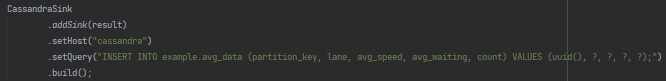 CassandraSink
.addSink(result)
.setHost("cassandra")
.setQuery("INSERT INTO example.avg_data (partition_key, lane, avg_speed, avg_waiting, count) VALUES (uuid(), ?, ?, ?, ?);")
.build();